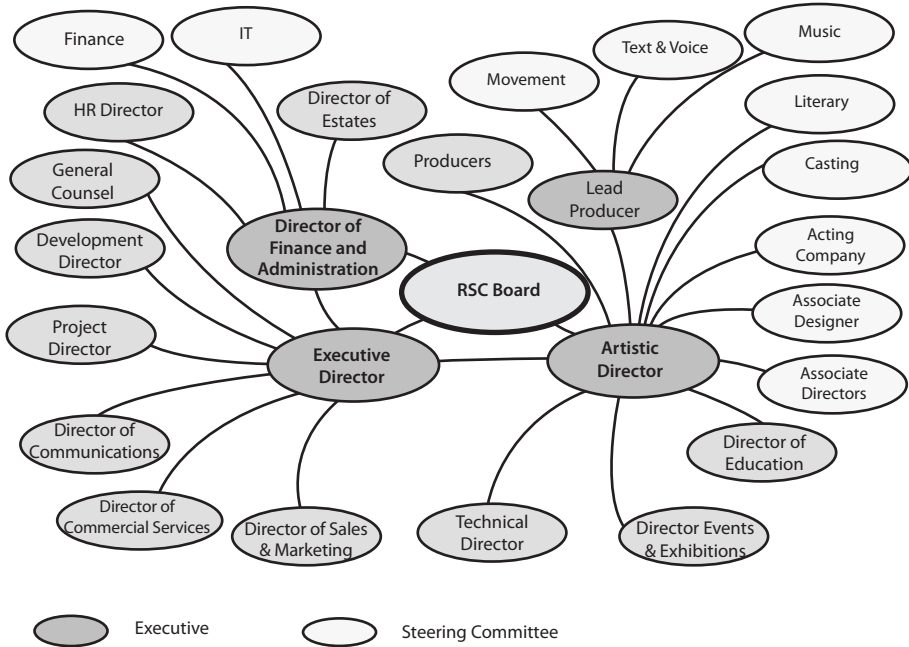 Finance
IT
Text & Voice
Music
Movement
HR Director
Director of
Estates
Literary
Producers
General
Counsel
Lead
Producer
Casting
Development
Director
Director of
Finance and
Administration
Acting
Company
RSC Board
Associate
Designer
Project
Director
Executive
Director
Artistic
Director
Associate
Directors
Director of
Communications
Director of
Education
Director of
Commercial Services
Director of Sales
& Marketing
Technical
Director
Director Events
& Exhibitions
Executive
Steering Committee